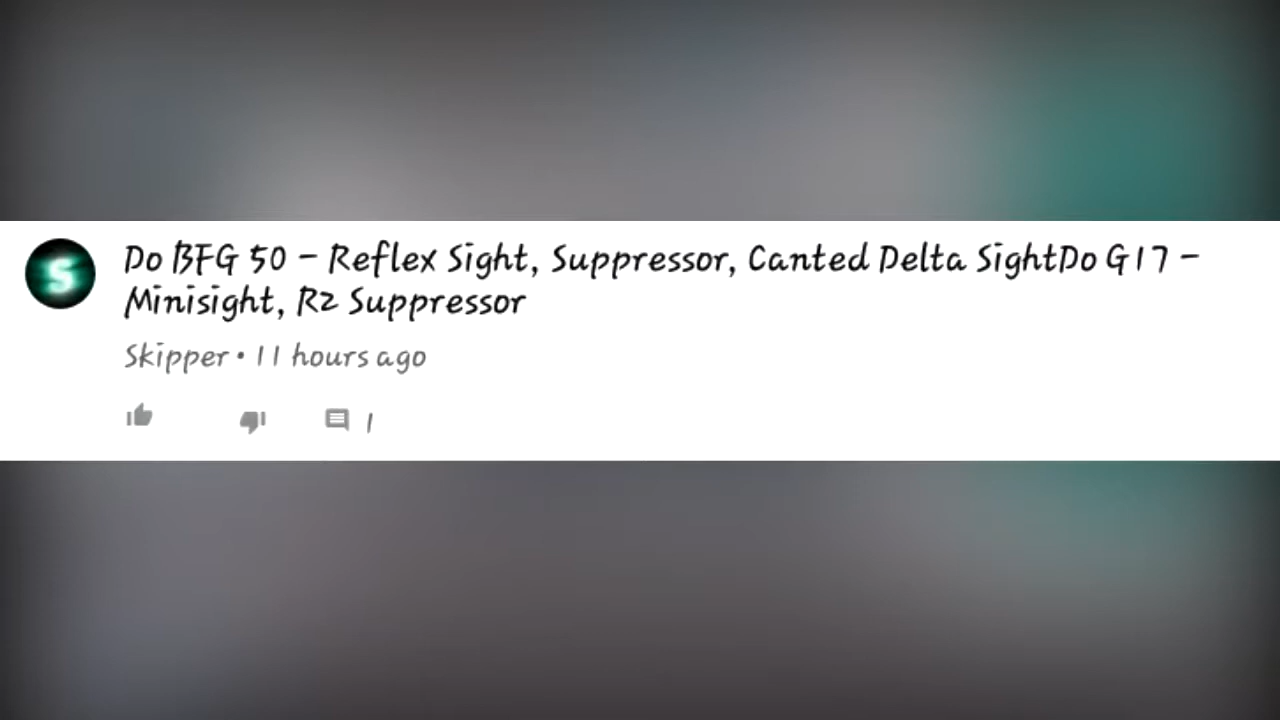 S
Do BFG 50 - Reflex Sight, Suppressor, Canted Delta SightDo G17 -
Minisight, R2 Suppressor
Skipper • 11 hours ago
1